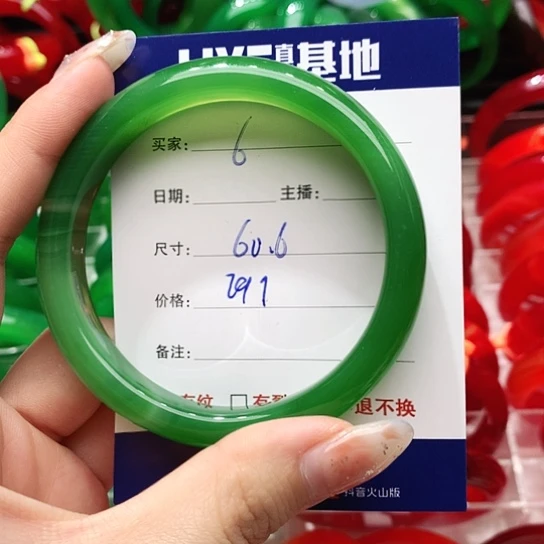 基地
买家: 6
日期: 主播:
尺寸: 60.6
价格: 291
备注:
有纹 □有裂 退不换
抖音火山版